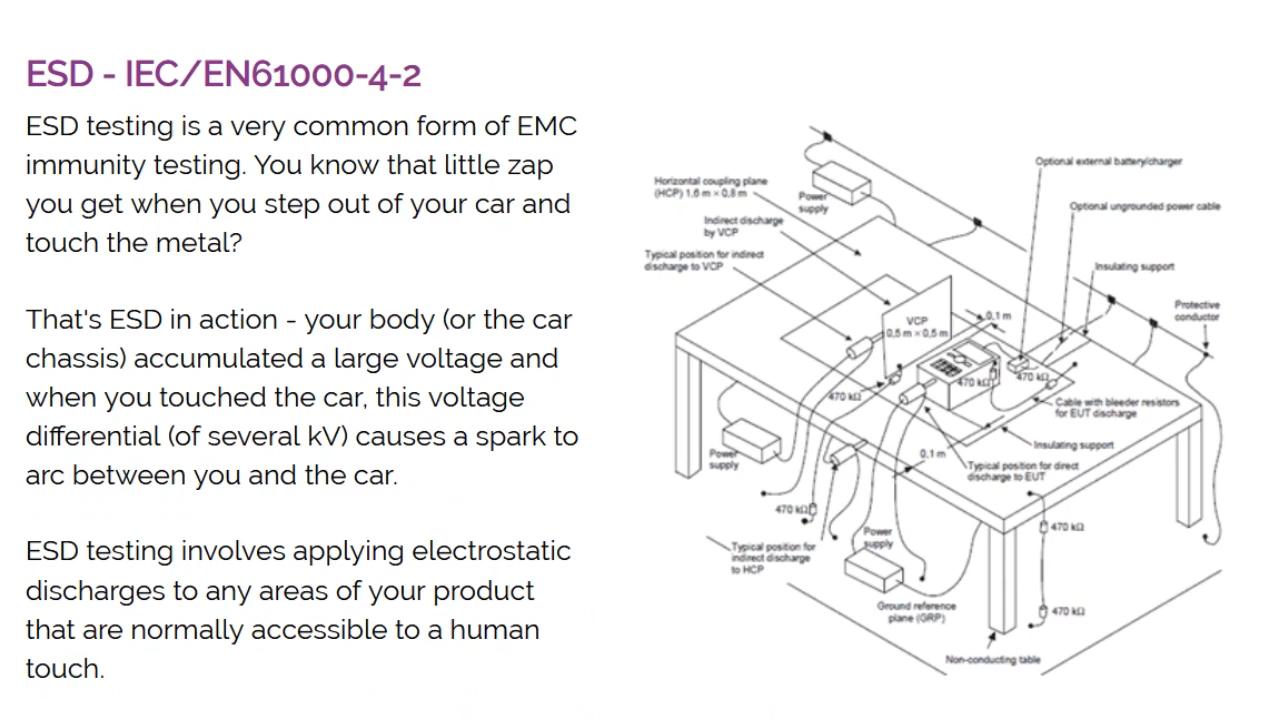 ESD - IEC/EN61000-4-2
ESD testing is a very common form of EMC
immunity testing. You know that little zap
you get when you step out of your car and
touch the metal?
That's ESD in action - your body (or the car
chassis) accumulated a large voltage and
when you touched the car, this voltage
differential (of several kV) causes a spark to
arc between you and the car.
ESD testing involves applying electrostatic
discharges to any areas of your product
that are normally accessible to a human
touch.
Optional external battery/charger
Horizontal coupling plane
(HCP) 1,6 m × 0,8 m
Power
supply
Optional ungrounded power cable
Indirect discharge
by VCP
Typical position for indirect
discharge to VCP
Insulating support
Protective
conductor
VCP
0,5 m × 0,5 m
0,1 m
470 kΩ
470 kΩ
470 kΩ
Cable with bleeder resistors
for EUT discharge
Insulating support
Power
supply
0,1 m
Typical position for direct
discharge to EUT
470 kΩ
470 kΩ
Power
supply
Typical position for
indirect discharge
to HCP
Ground reference
plane (GRP)
470 kΩ
Non-conducting table